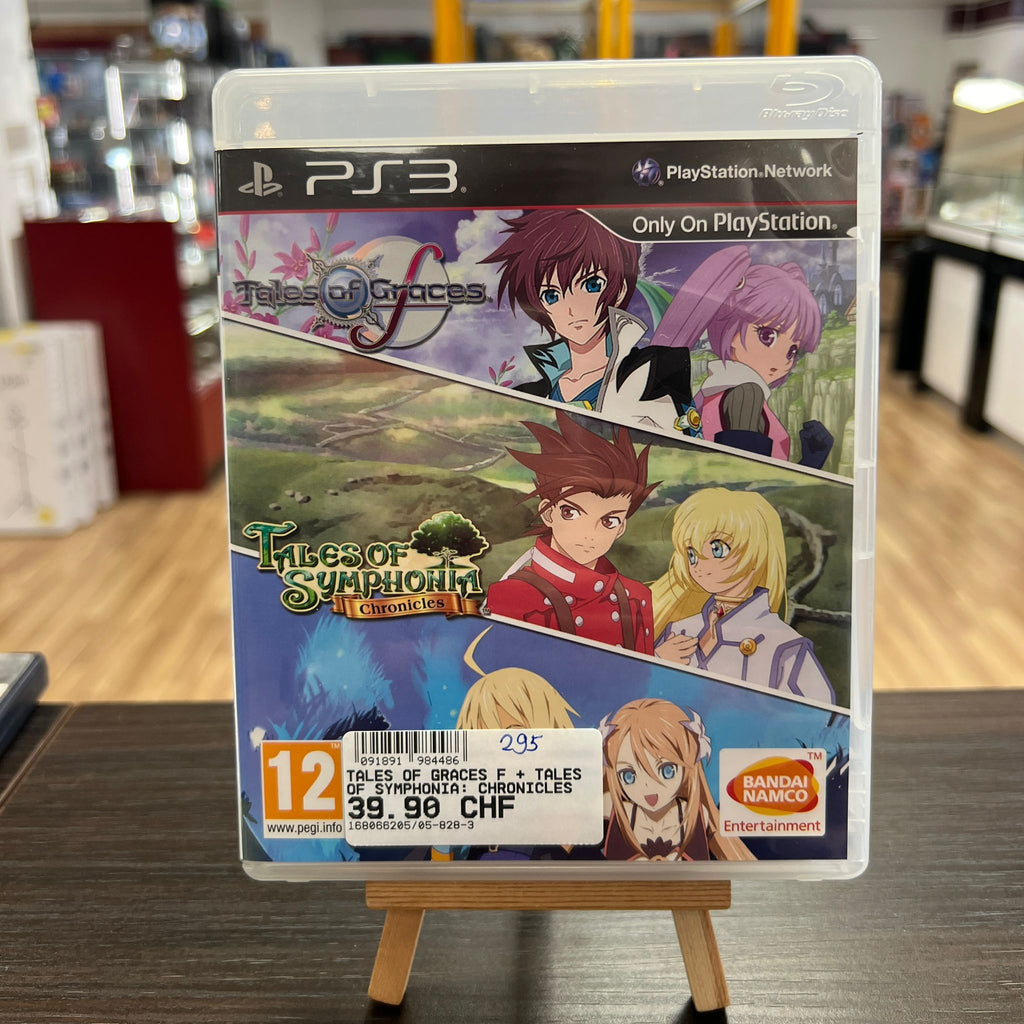 Blu-ray Disc
PS3
PlayStation Network
Only On PlayStation
Tales of Graces f
TALES OF
SYMPHONIA
Chronicles
12
www.pegi.info
091891 984486
295
TALES OF GRACES F + TALES
OF SYMPHONIA: CHRONICLES
39.90 CHF
168066205/05-828-3
BANDAI
NAMCO
Entertainment